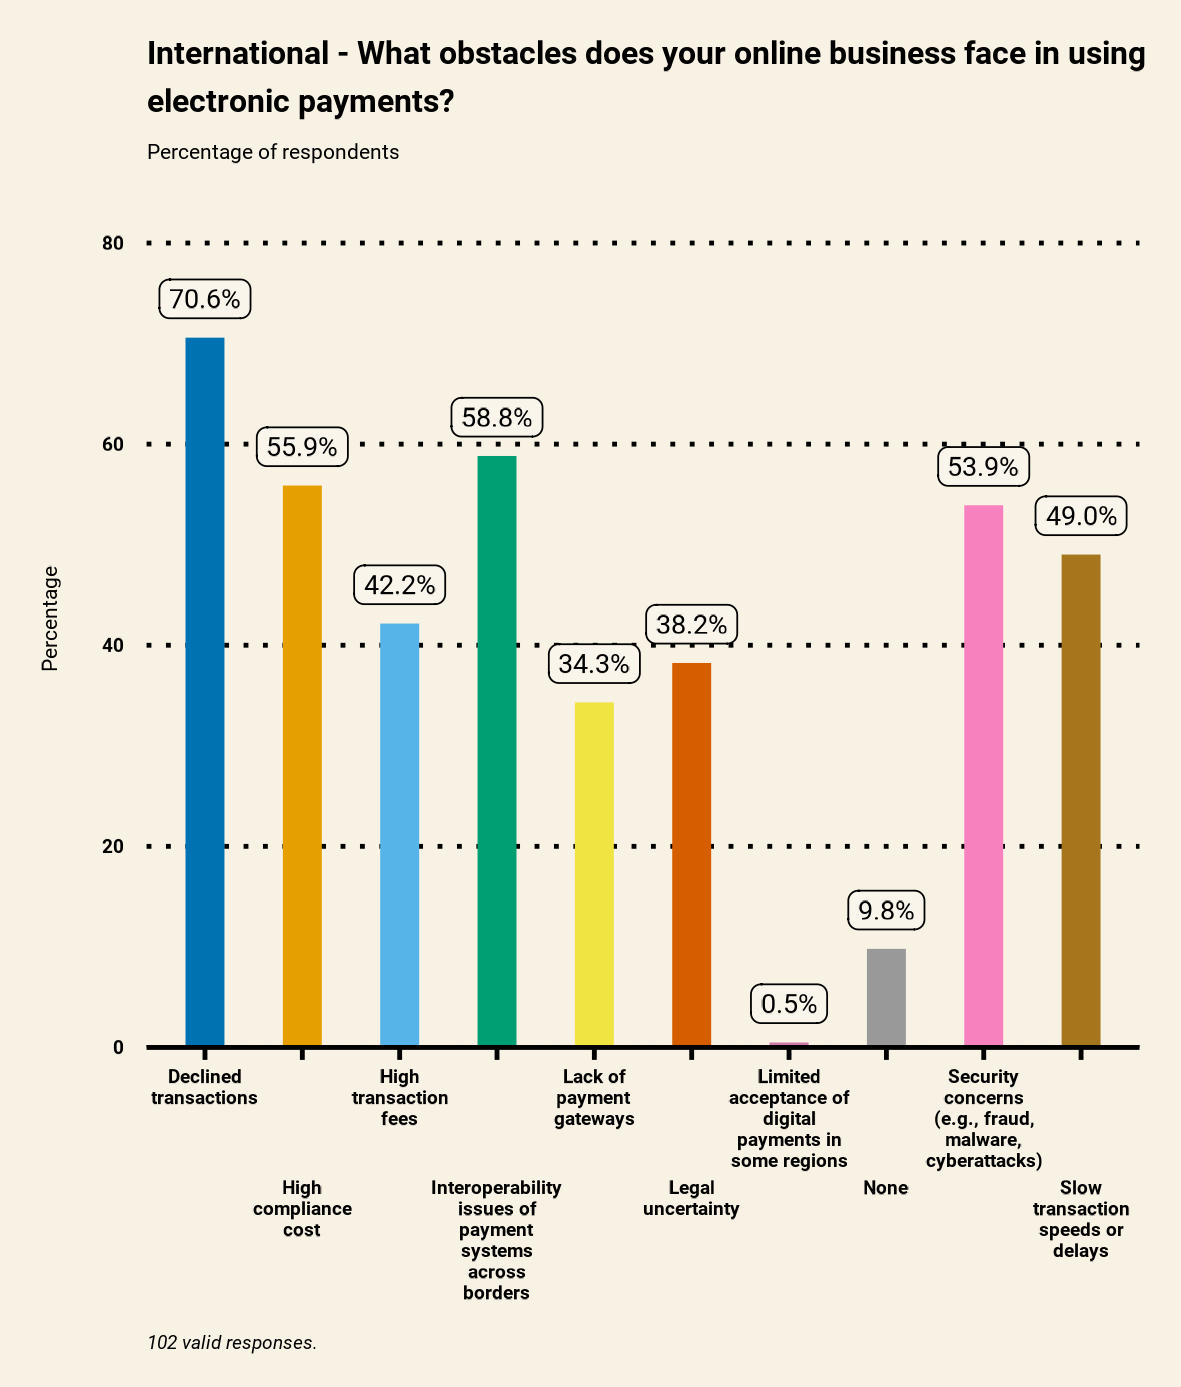 International - What obstacles does your online business face in using
electronic payments?
Percentage of respondents
Percentage
80
60
40
20
0
70.6%
55.9%
42.2%
58.8%
34.3%
38.2%
0.5%
9.8%
53.9%
49.0%
Declined
transactions
High
compliance
cost
High
transaction
fees
Interoperability
issues of
payment
systems
across
borders
Lack of
payment
gateways
Legal
uncertainty
Limited
acceptance of
digital
payments in
some regions
None
Security
concerns
(e.g., fraud,
malware,
cyberattacks)
Slow
transaction
speeds or
delays
102 valid responses.